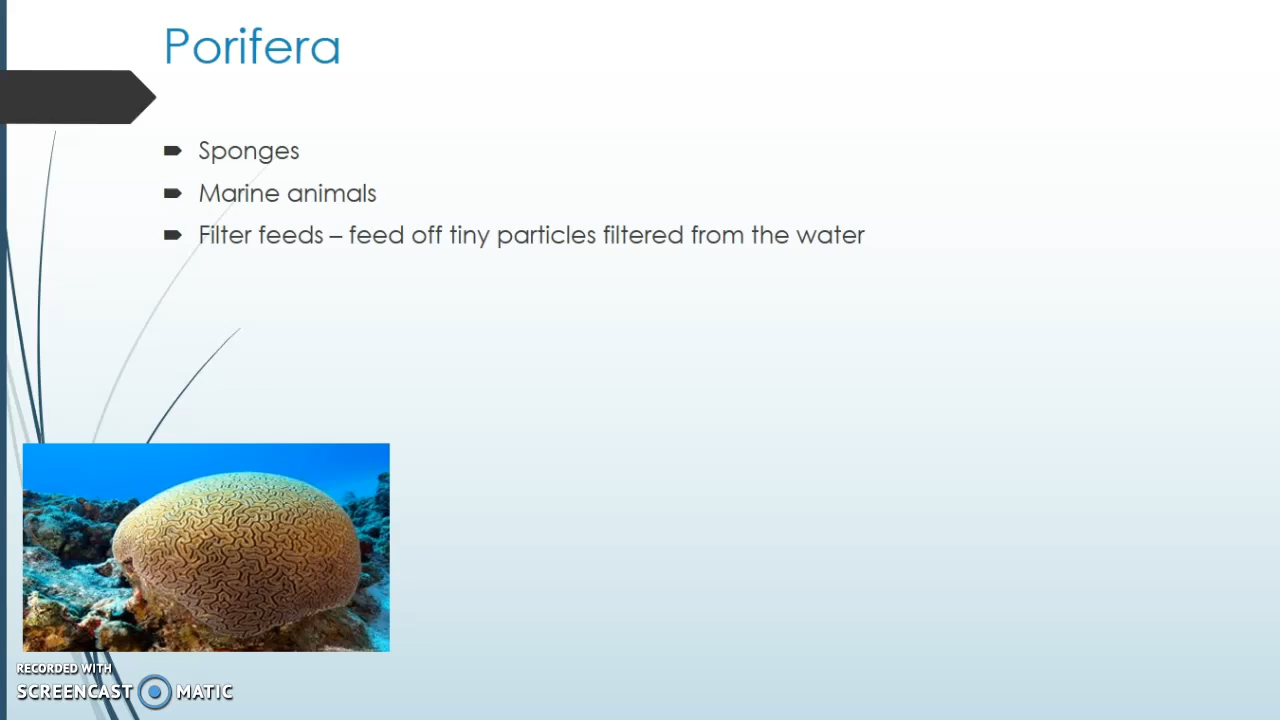 Porifera
Sponges
Marine animals
Filter feeds – feed off tiny particles filtered from the water
RECORDED WITH
SCREENCAST MATIC